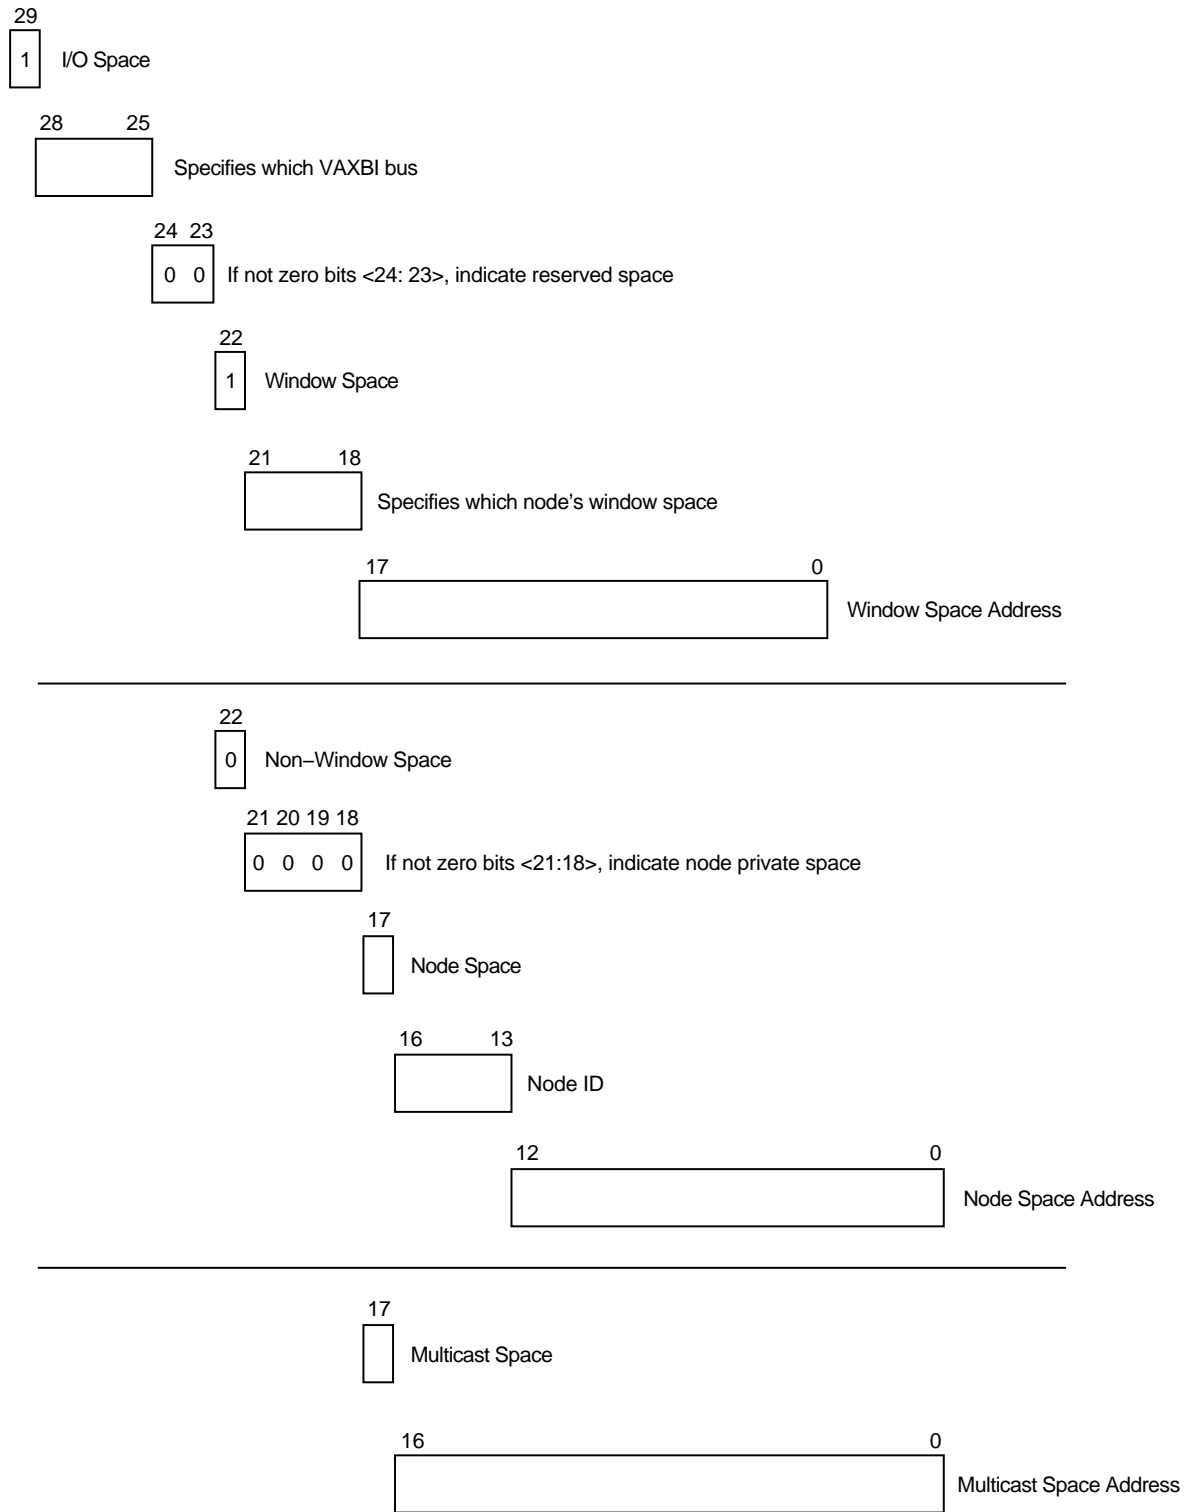 29
1 I/O Space
28 25
Specifies which VAXBI bus
24 23
0 0 If not zero bits <24: 23>, indicate reserved space
22
1 Window Space
21 18
Specifies which node's window space
17 0
Window Space Address
22
0 Non−Window Space
21 20 19 18
0 0 0 0 If not zero bits <21:18>, indicate node private space
17
Node Space
16 13
Node ID
12 0
Node Space Address
17
Multicast Space
16 0
Multicast Space Address